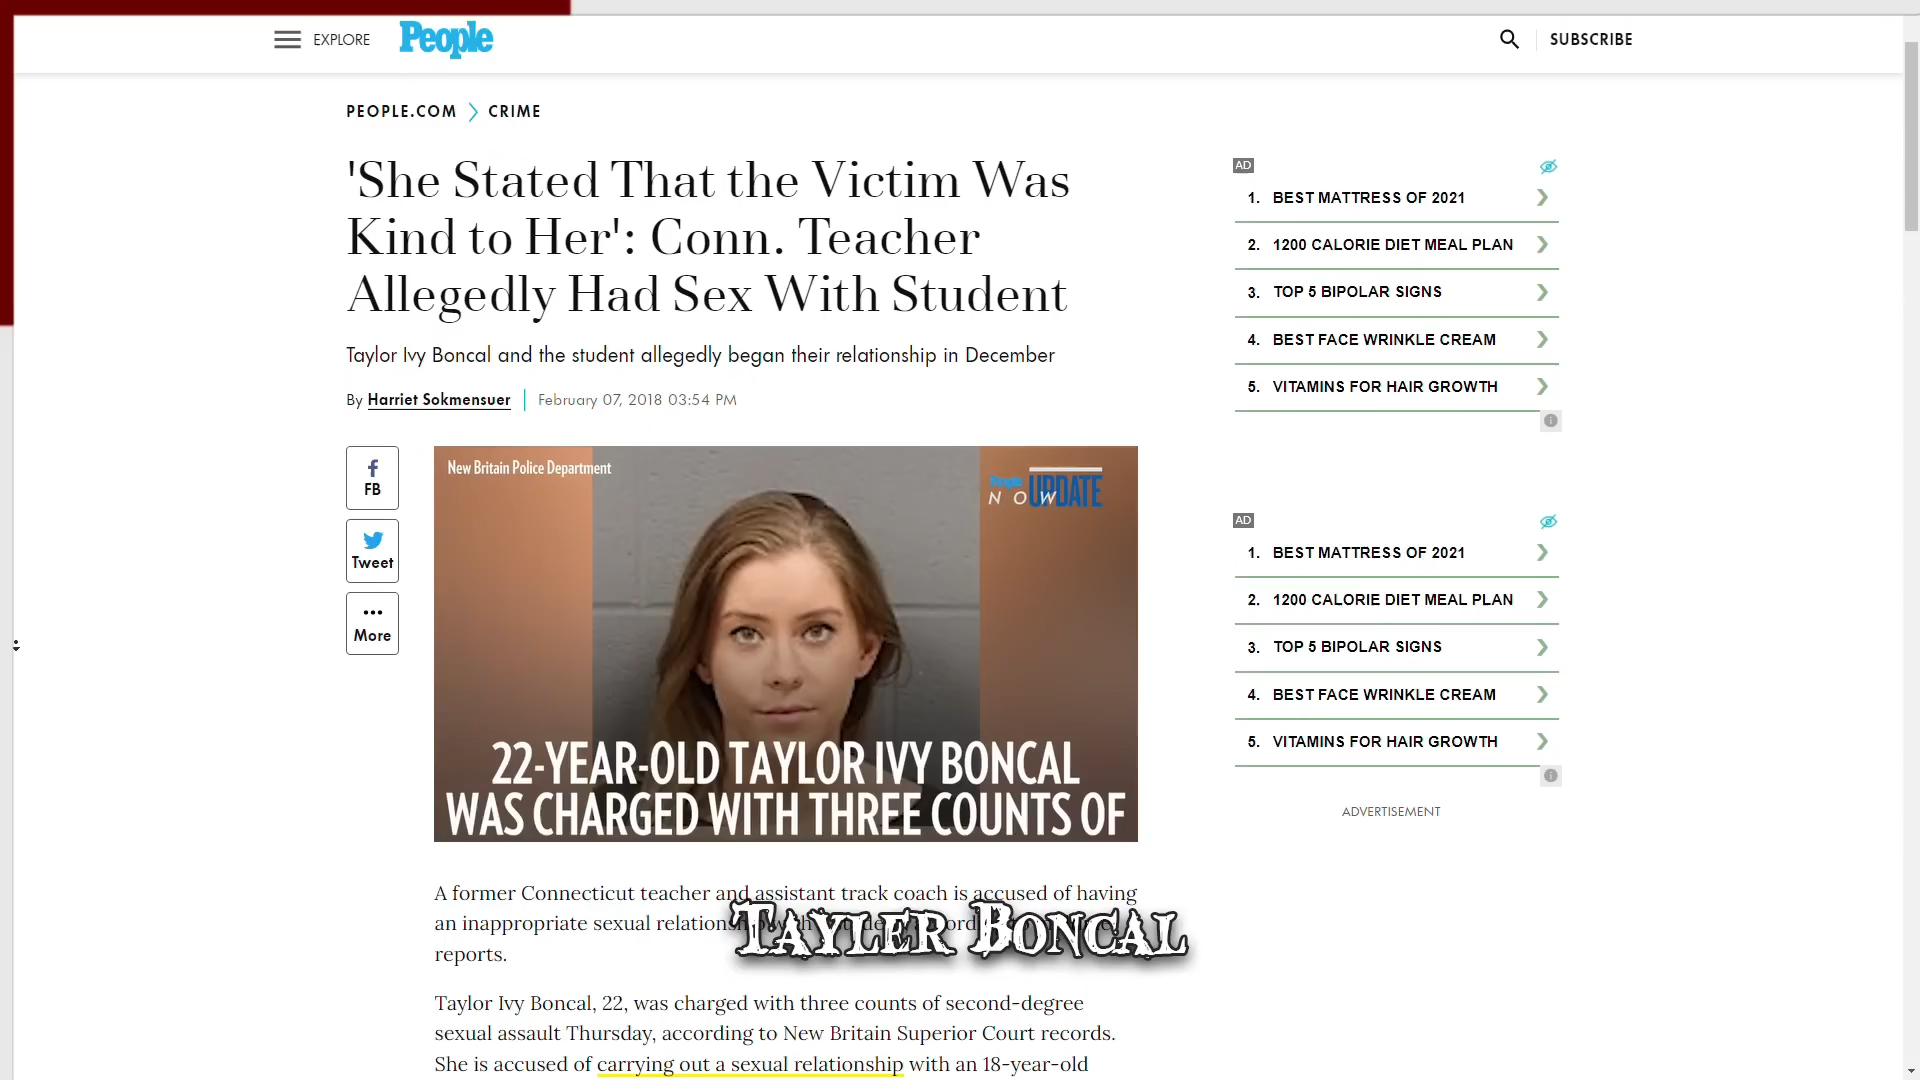 EXPLORE
People
SUBSCRIBE
PEOPLE.COM
CRIME
'She Stated That the Victim Was
Kind to Her': Conn. Teacher
Allegedly Had Sex With Student
Taylor Ivy Boncal and the student allegedly began their relationship in December
By Harriet Sokmensuer
February 07, 2018 03:54 PM
FB
Tweet
More
New Britain Police Department
People
NOW
UPDATE
22-YEAR-OLD TAYLOR IVY BONCAL
WAS CHARGED WITH THREE COUNTS OF
A former Connecticut teacher and assistant track coach is accused of having
an inappropriate sexual
reports.
Tayler Boncal
Taylor Ivy Boncal, 22, was charged with three counts of second-degree
sexual assault Thursday, according to New Britain Superior Court records.
She is accused of carrying out a sexual relationship with an 18-year-old
AD
1. BEST MATTRESS OF 2021
2. 1200 CALORIE DIET MEAL PLAN
3. TOP 5 BIPOLAR SIGNS
4. BEST FACE WRINKLE CREAM
5. VITAMINS FOR HAIR GROWTH
AD
1. BEST MATTRESS OF 2021
2. 1200 CALORIE DIET MEAL PLAN
3. TOP 5 BIPOLAR SIGNS
4. BEST FACE WRINKLE CREAM
5. VITAMINS FOR HAIR GROWTH
ADVERTISEMENT